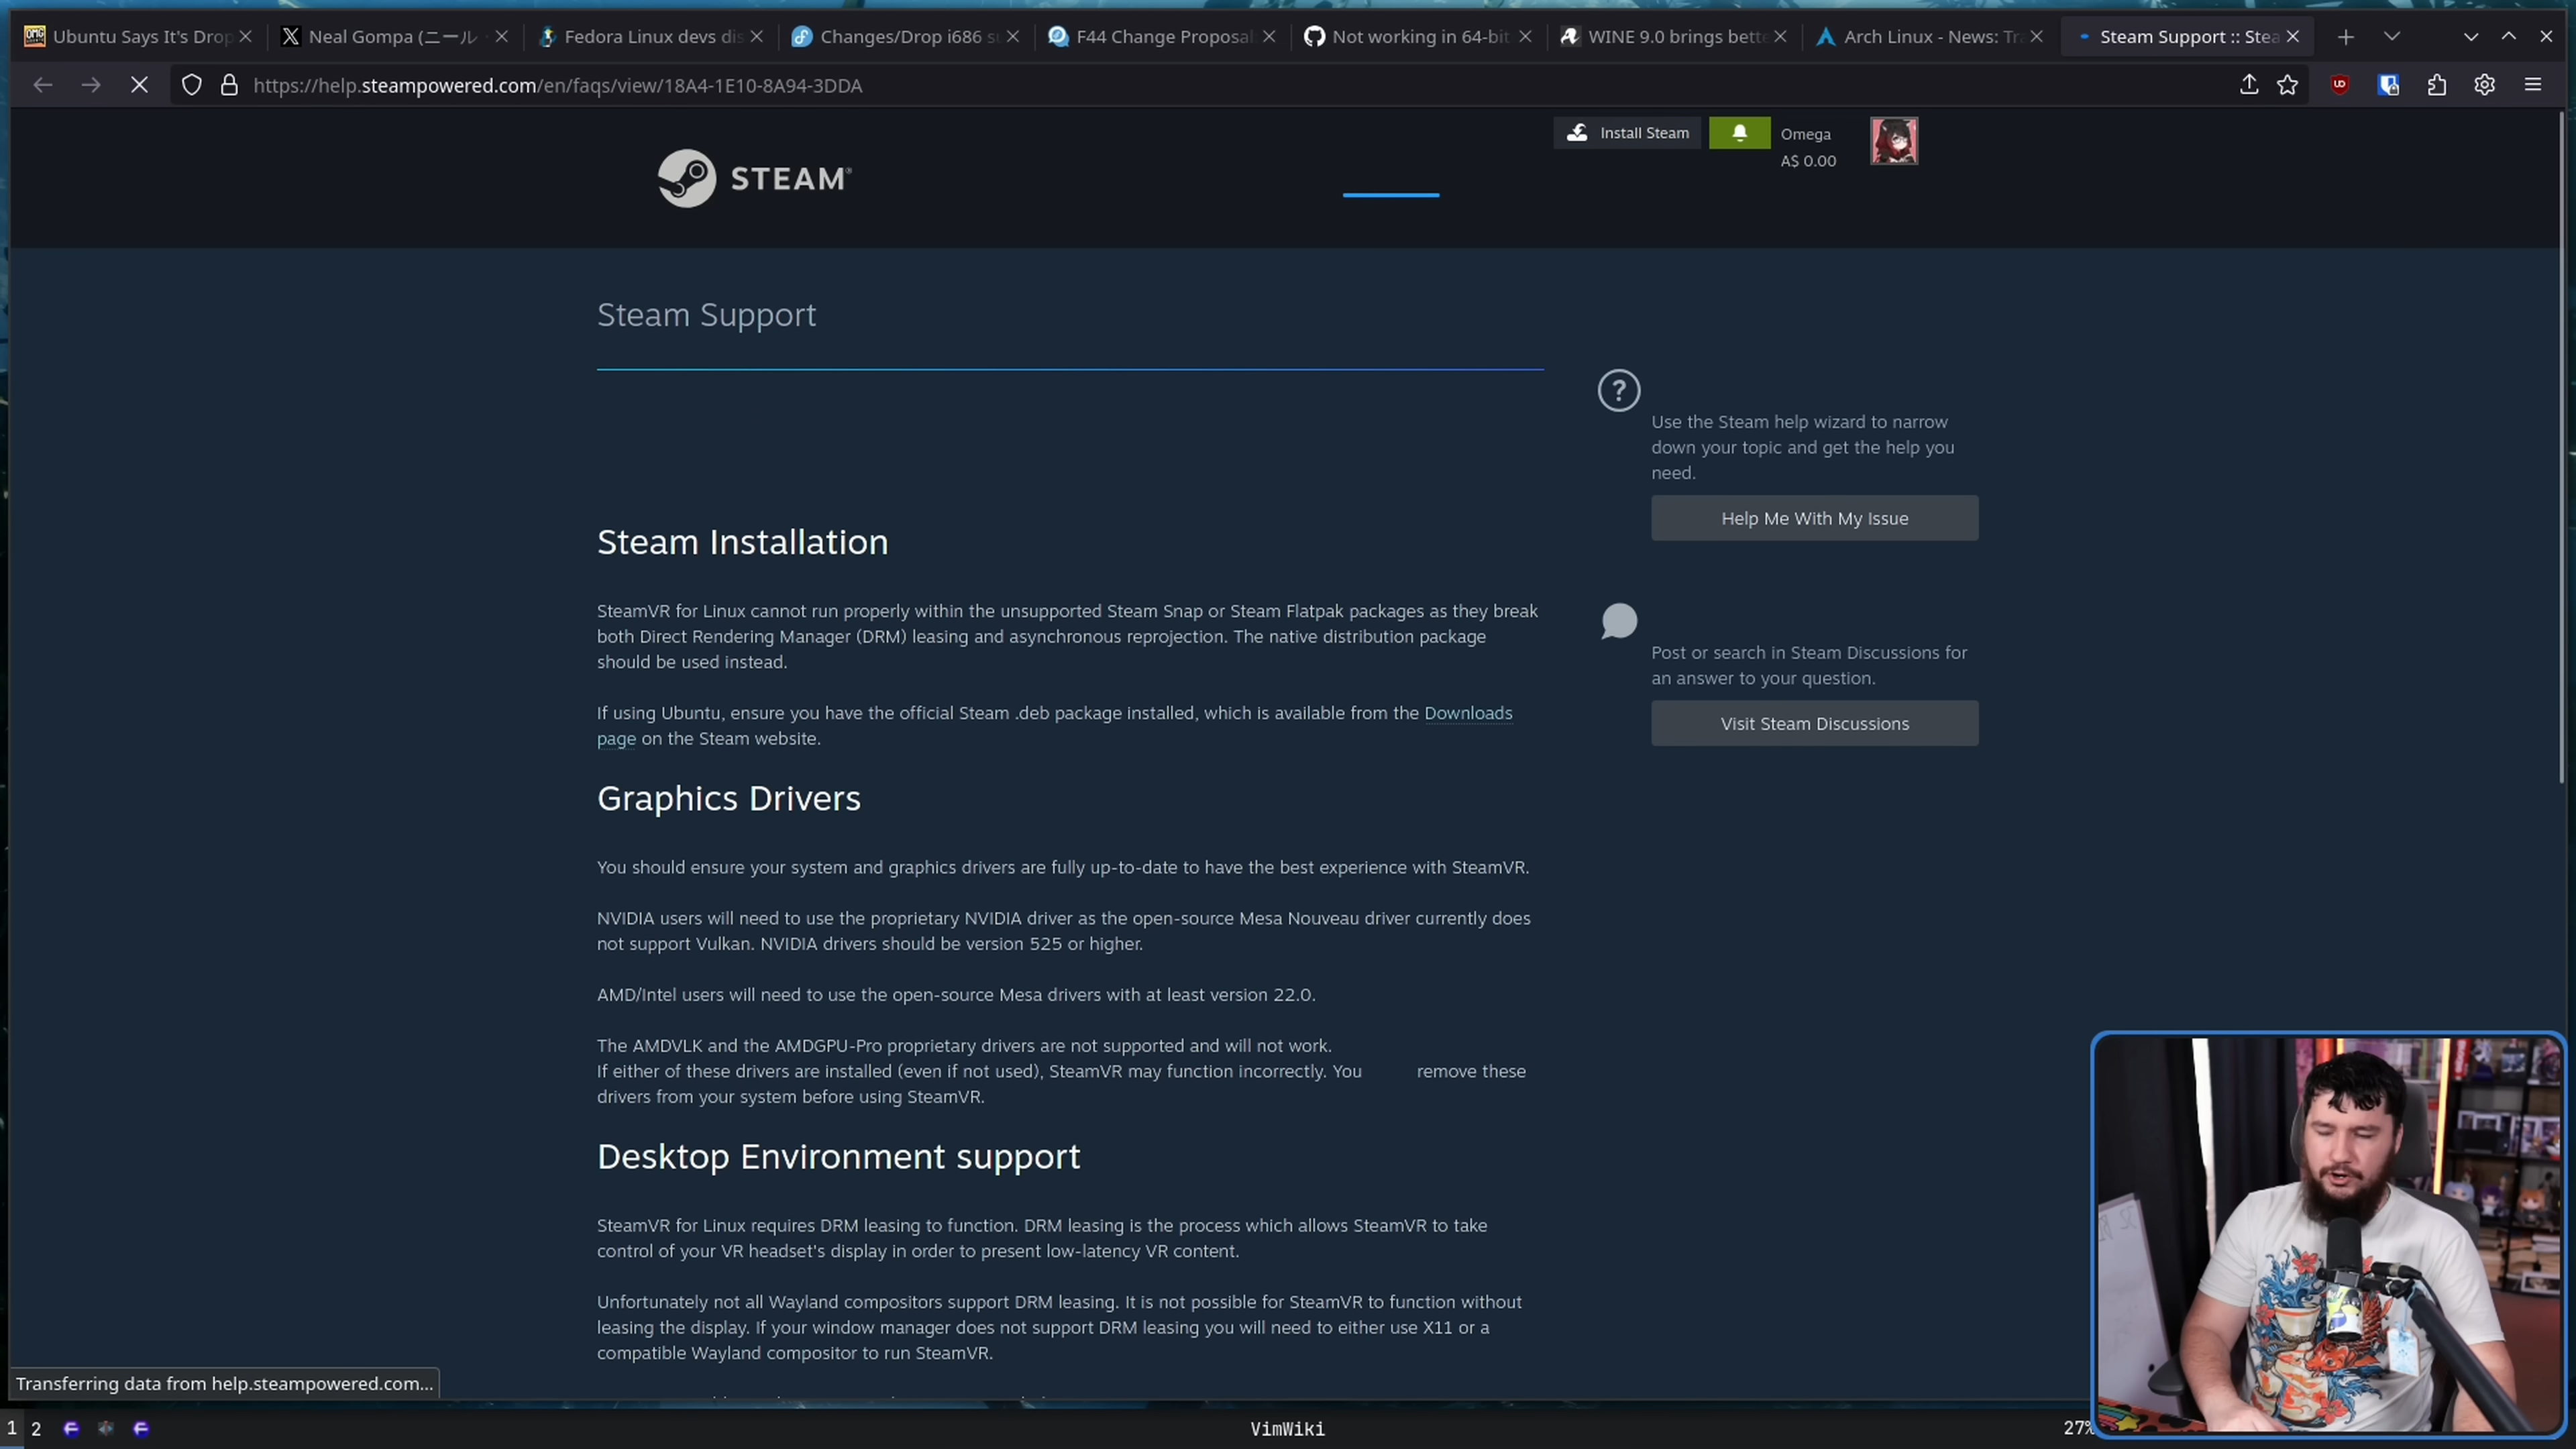 Ubuntu Says It's Drop
Neal Gompa (ニール
Fedora Linux devs dis
Changes/Drop i686 su
F44 Change Proposal
Not working in 64-bit
WINE 9.0 brings bette
Arch Linux - News: Tra
Steam Support :: Stea
https://help.steampowered.com/en/faqs/view/18A4-1E10-8A94-3DDA
STEAM
Install Steam
Omega
A$ 0.00
Steam Support
Steam Installation
SteamVR for Linux cannot run properly within the unsupported Steam Snap or Steam Flatpak packages as they break
both Direct Rendering Manager (DRM) leasing and asynchronous reprojection. The native distribution package
should be used instead.
If using Ubuntu, ensure you have the official Steam .deb package installed, which is available from the Downloads
page on the Steam website.
Graphics Drivers
You should ensure your system and graphics drivers are fully up-to-date to have the best experience with SteamVR.
NVIDIA users will need to use the proprietary NVIDIA driver as the open-source Mesa Nouveau driver currently does
not support Vulkan. NVIDIA drivers should be version 525 or higher.
AMD/Intel users will need to use the open-source Mesa drivers with at least version 22.0.
The AMDVLK and the AMDGPU-Pro proprietary drivers are not supported and will not work.
If either of these drivers are installed (even if not used), SteamVR may function incorrectly. You remove these
drivers from your system before using SteamVR.
Desktop Environment support
SteamVR for Linux requires DRM leasing to function. DRM leasing is the process which allows SteamVR to take
control of your VR headset's display in order to present low-latency VR content.
Unfortunately not all Wayland compositors support DRM leasing. It is not possible for SteamVR to function without
leasing the display. If your window manager does not support DRM leasing you will need to either use X11 or a
compatible Wayland compositor to run SteamVR.
Use the Steam help wizard to narrow
down your topic and get the help you
need.
Help Me With My Issue
Post or search in Steam Discussions for
an answer to your question.
Visit Steam Discussions
Transferring data from help.steampowered.com...
1 2
VimWiki
27%